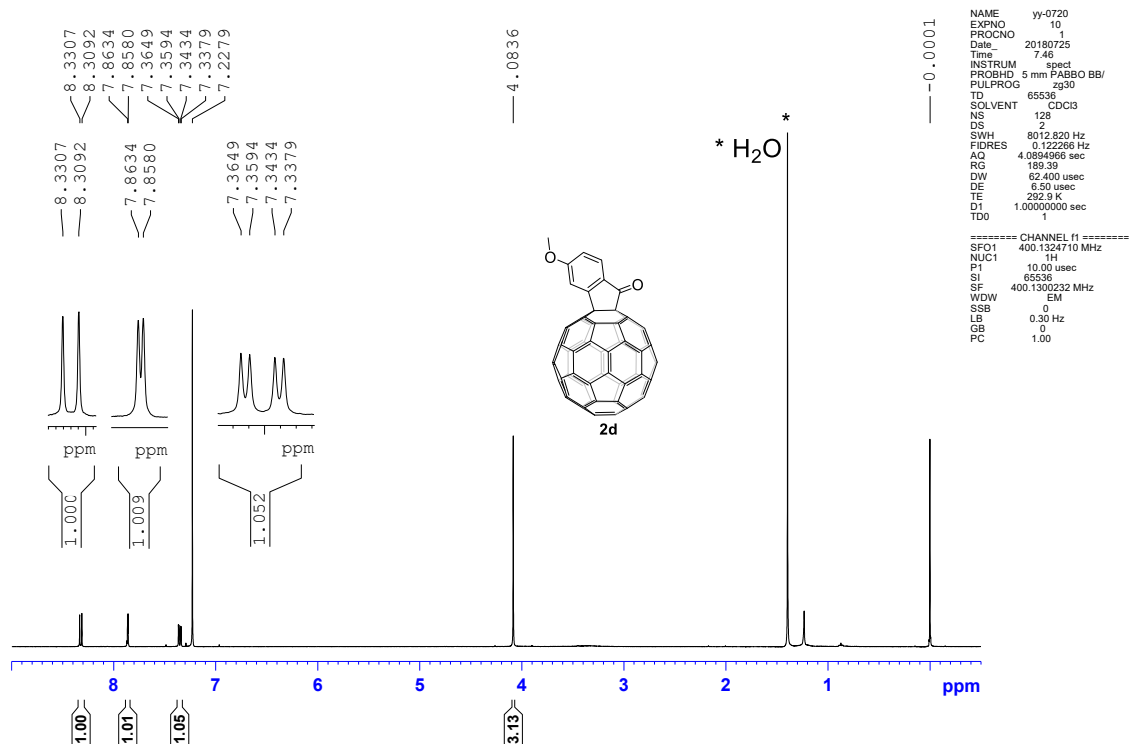 8.3307
8.3092
7.8634
7.8580
7.3649
7.3594
7.3434
7.3379
7.2279
4.0836
-0.0001
8.3307
8.3092
7.8634
7.8580
7.3649
7.3594
7.3434
7.3379
* H2O
*
O
O
2d
ppm
ppm
ppm
1.000
1.009
1.052
8 7 6 5 4 3 2 1 ppm
1.00
1.01
1.05
3.13
NAME yy-0720
EXPNO 10
PROCNO 1
Date_ 20180725
Time 7.46
INSTRUM spect
PROBHD 5 mm PABBO BB/
PULPROG zg30
TD 65536
SOLVENT CDCl3
NS 128
DS 2
SWH 8012.820 Hz
FIDRES 0.122266 Hz
AQ 4.0894966 sec
RG 189.39
DW 62.400 usec
DE 6.50 usec
TE 292.9 K
D1 1.00000000 sec
TD0 1
======== CHANNEL f1 ========
SFO1 400.1324710 MHz
NUC1 1H
P1 10.00 usec
SI 65536
SF 400.1300232 MHz
WDW EM
SSB 0
LB 0.30 Hz
GB 0
PC 1.00